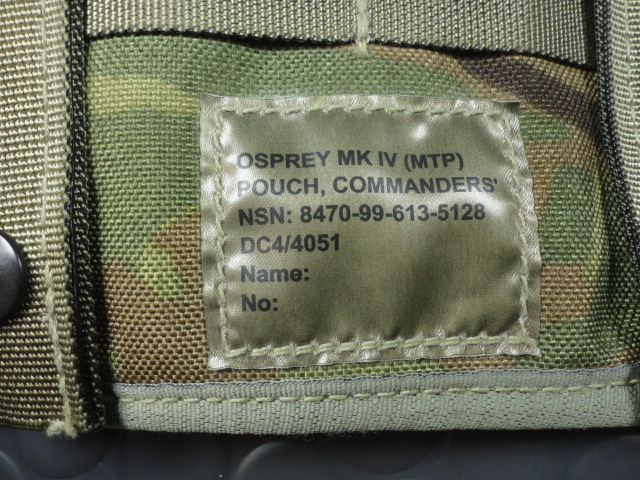 OSPREY MK IV (MTP)
POUCH, COMMANDERS'
NSN: 8470-99-613-5128
DC4/4051
Name:
No: